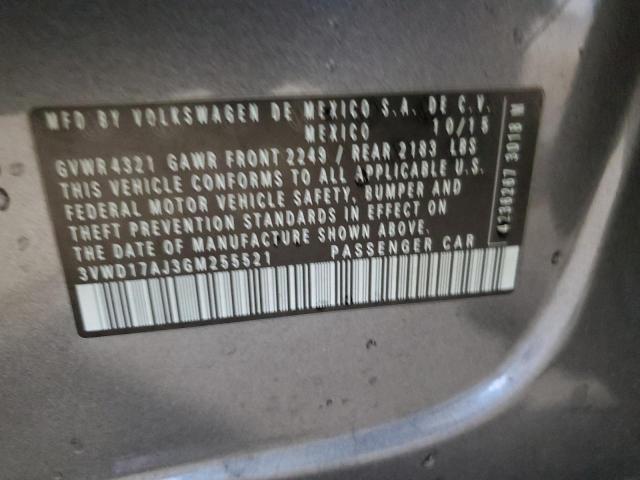 MFD BY VOLKSWAGEN DE MEXICO S.A. DE C.V.
MEXICO 10/15
GVWR 4321 GAWR FRONT 2249 / REAR 2183 LBS
THIS VEHICLE CONFORMS TO ALL APPLICABLE U.S.
FEDERAL MOTOR VEHICLE SAFETY, BUMPER AND
THEFT PREVENTION STANDARDS IN EFFECT ON
THE DATE OF MANUFACTURE SHOWN ABOVE.
3VWD17AJ3GM255521 PASSENGER CAR
3018 M